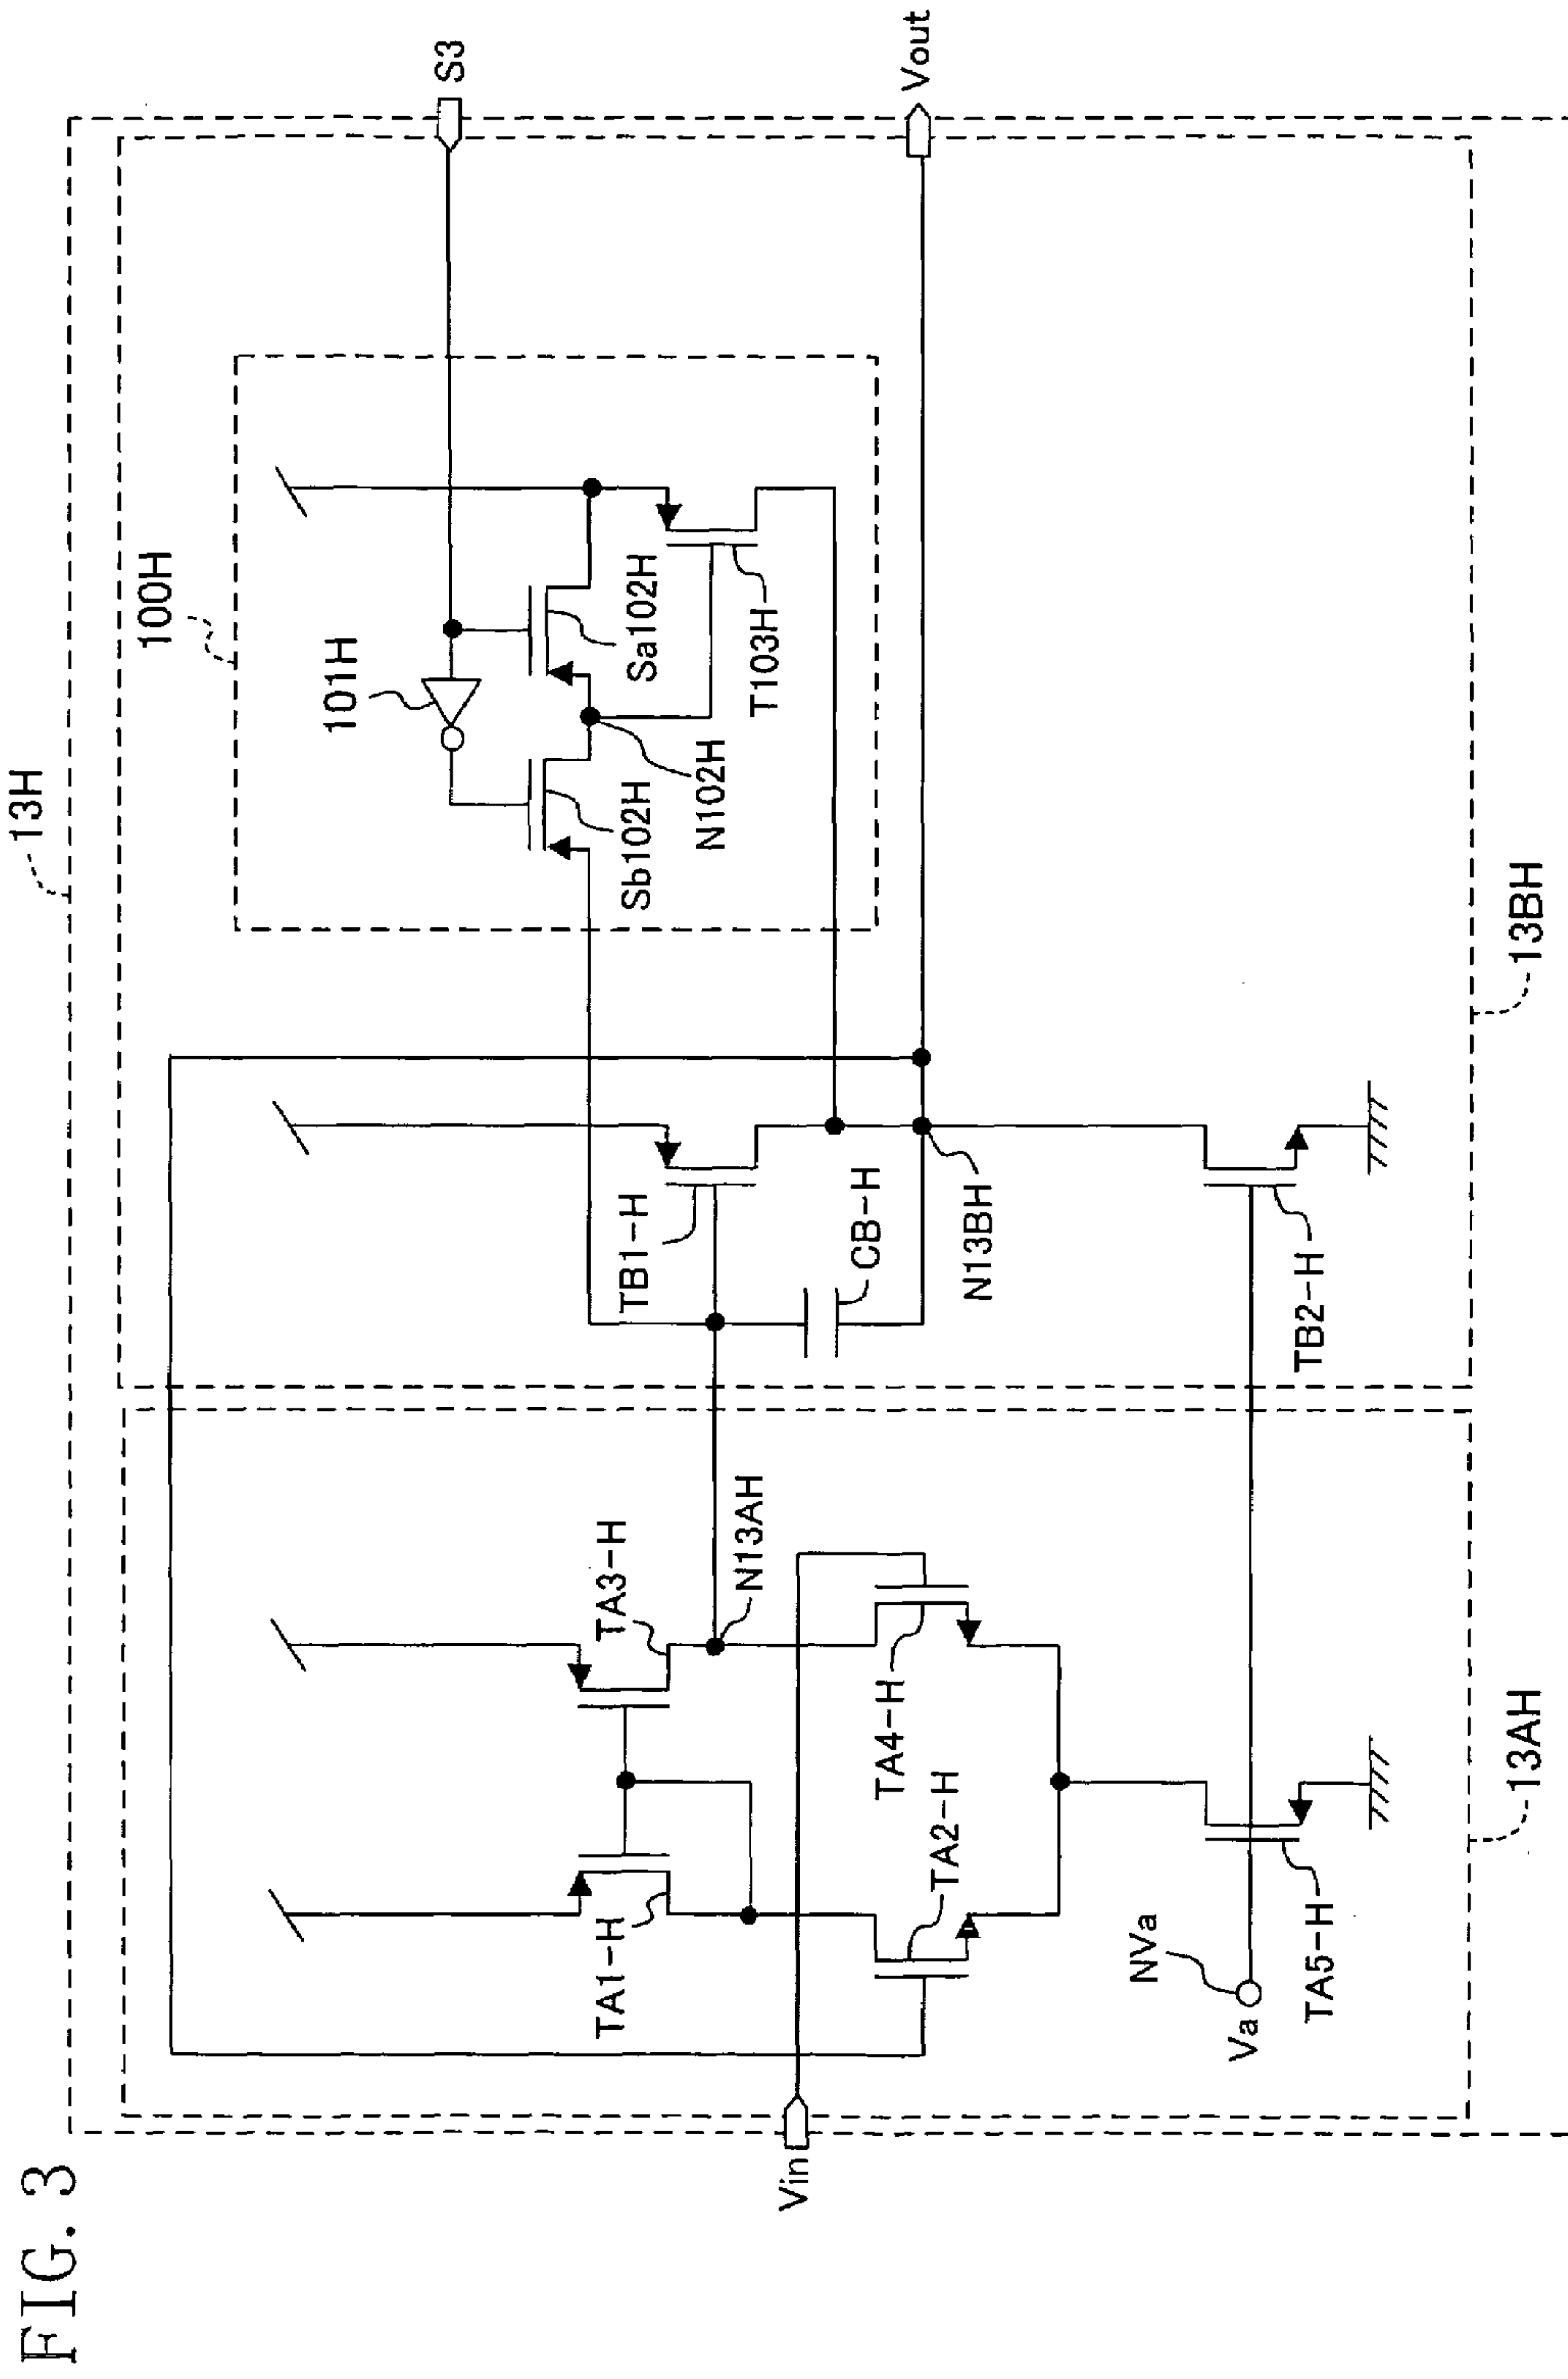 FIG. 3
13H
100H
S3
101H
Sa102H
Sb102H
N102H
T103H
Vout
TB1-H
CB-H
N13BH
TB2-H
13BH
TA3-H
N13AH
TA1-H
TA4-H
TA2-H
Vin
NVa
Va
TA5-H
13AH